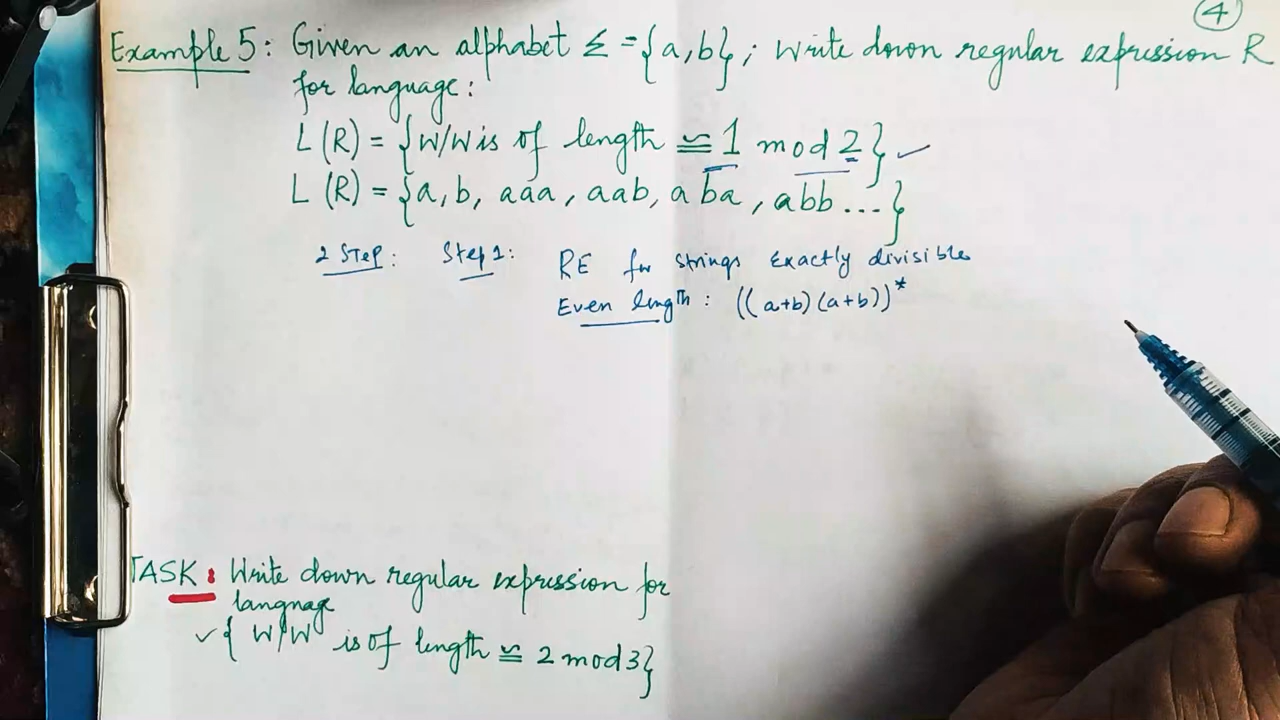 4
Example 5: Given an alphabet Σ = {a, b}; Write down regular expression R
for language:
L (R) = {W/W is of length ≌ 1 mod 2} ✓
L (R) = {a, b, aaa, aab, aba, abb...}
2 Step: Step 1: RE for strings exactly divisible
Even length: ((a+b)(a+b))*
TASK: Write down regular expression for
language
✓{ W/W is of length ≌ 2 mod 3}